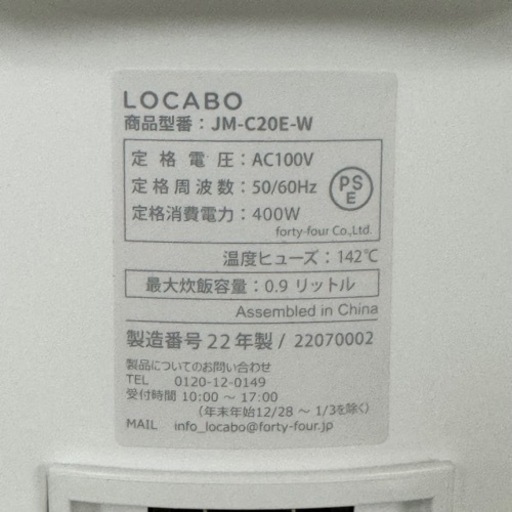 LOCABO
商品型番：JM-C20E-W
定格電圧：AC100V
定格周波数：50/60Hz
定格消費電力：400W
PSE
forty-four Co.,Ltd.
温度ヒューズ：142℃
最大炊飯容量：0.9 リットル
Assembled in China
製造番号 22 年製 / 22070002
製品についてのお問い合わせ
TEL 0120-12-0149
受付時間 10:00 ～ 17:00
（年末年始12/28 ～ 1/3を除く）
MAIL info_locabo@forty-four.jp